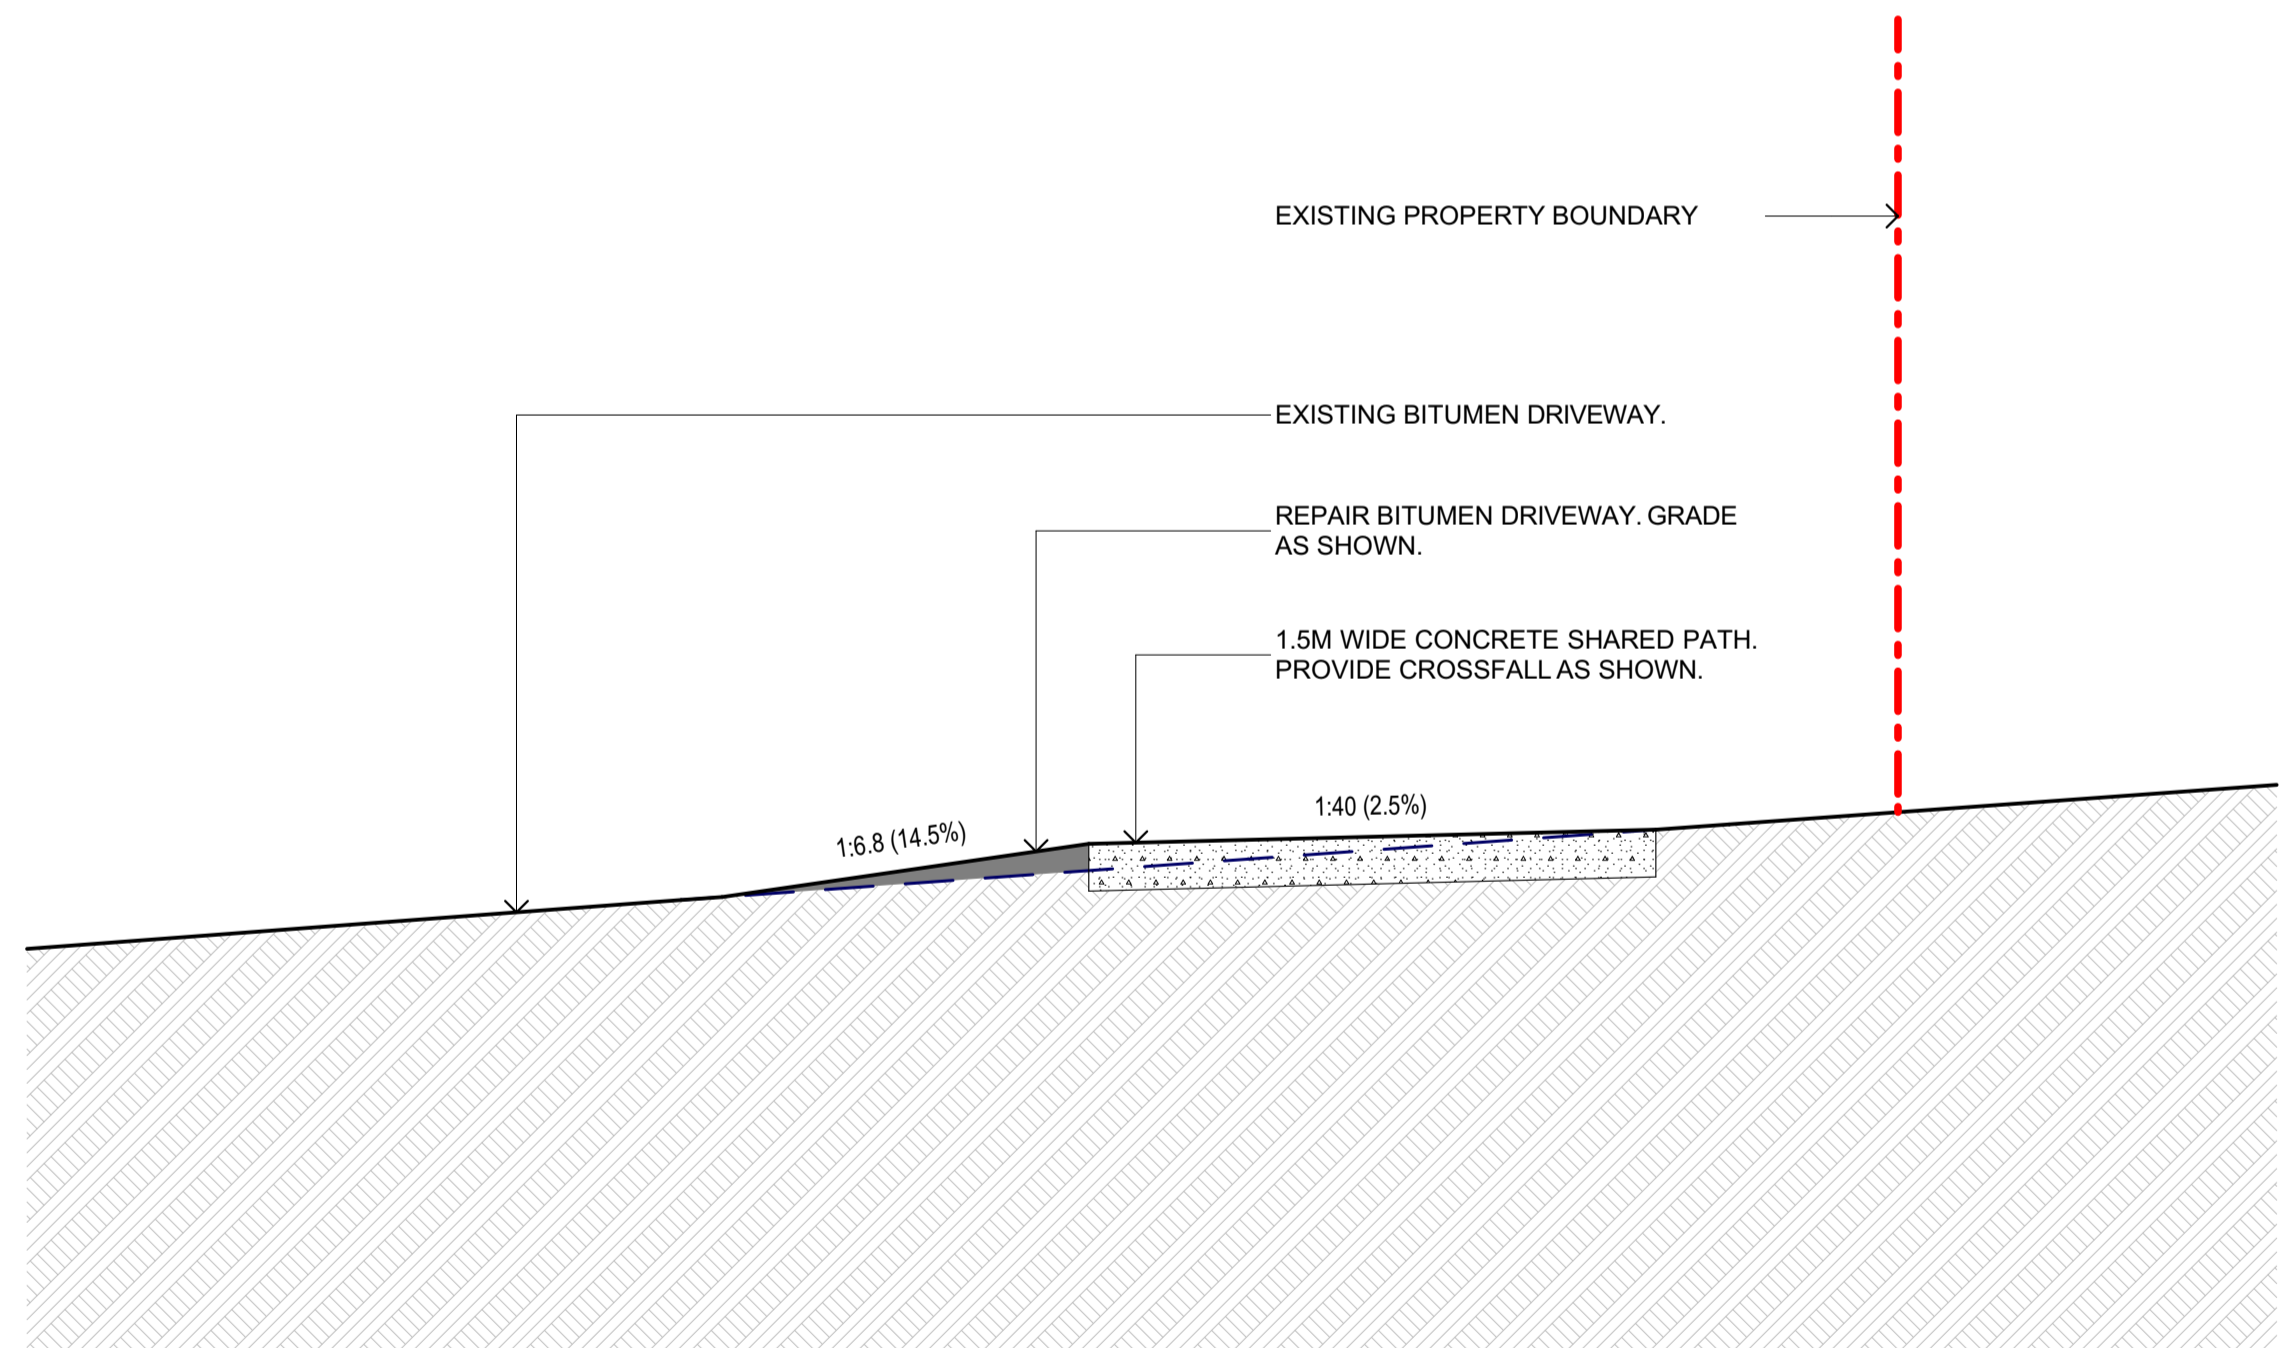 EXISTING PROPERTY BOUNDARY
EXISTING BITUMEN DRIVEWAY.
REPAIR BITUMEN DRIVEWAY. GRADE
AS SHOWN.
1.5M WIDE CONCRETE SHARED PATH.
PROVIDE CROSSFALL AS SHOWN.
1:40 (2.5%)
1:6.8 (14.5%)